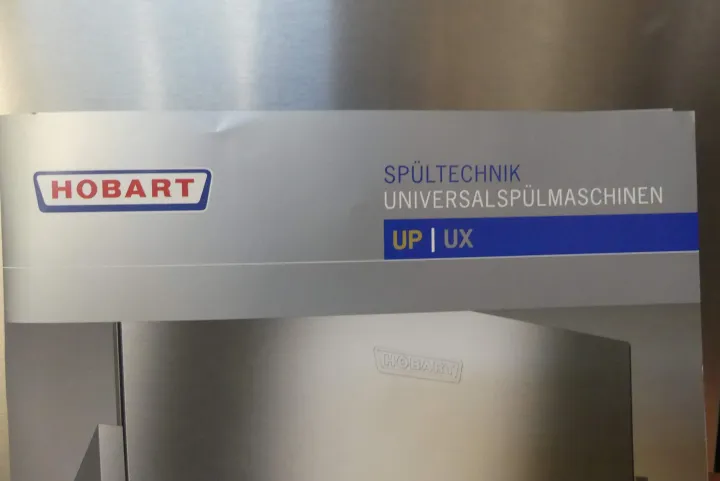 HOBART
SPÜLTECHNIK
UNIVERSALSPÜLMASCHINEN
UP | UX
HOBART